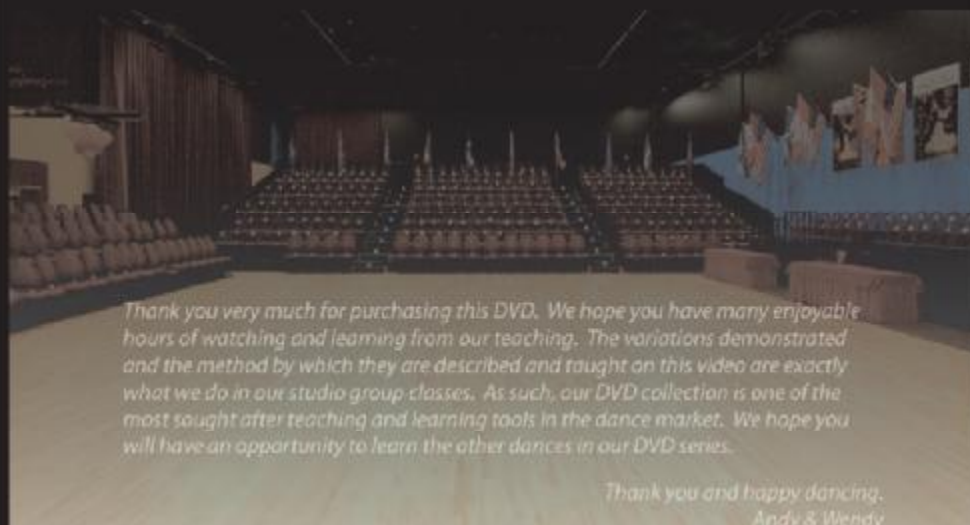 Thank you very much for purchasing this DVD. We hope you have many enjoyable
hours of watching and learning from our teaching. The variations demonstrated
and the method by which they are described and taught on this video are exactly
what we do in our studio group classes. As such, our DVD collection is one of the
most sought after teaching and learning tools in the dance market. We hope you
will have an opportunity to learn the other dances in our DVD series.
Thank you and happy dancing.
Andy & Wendy